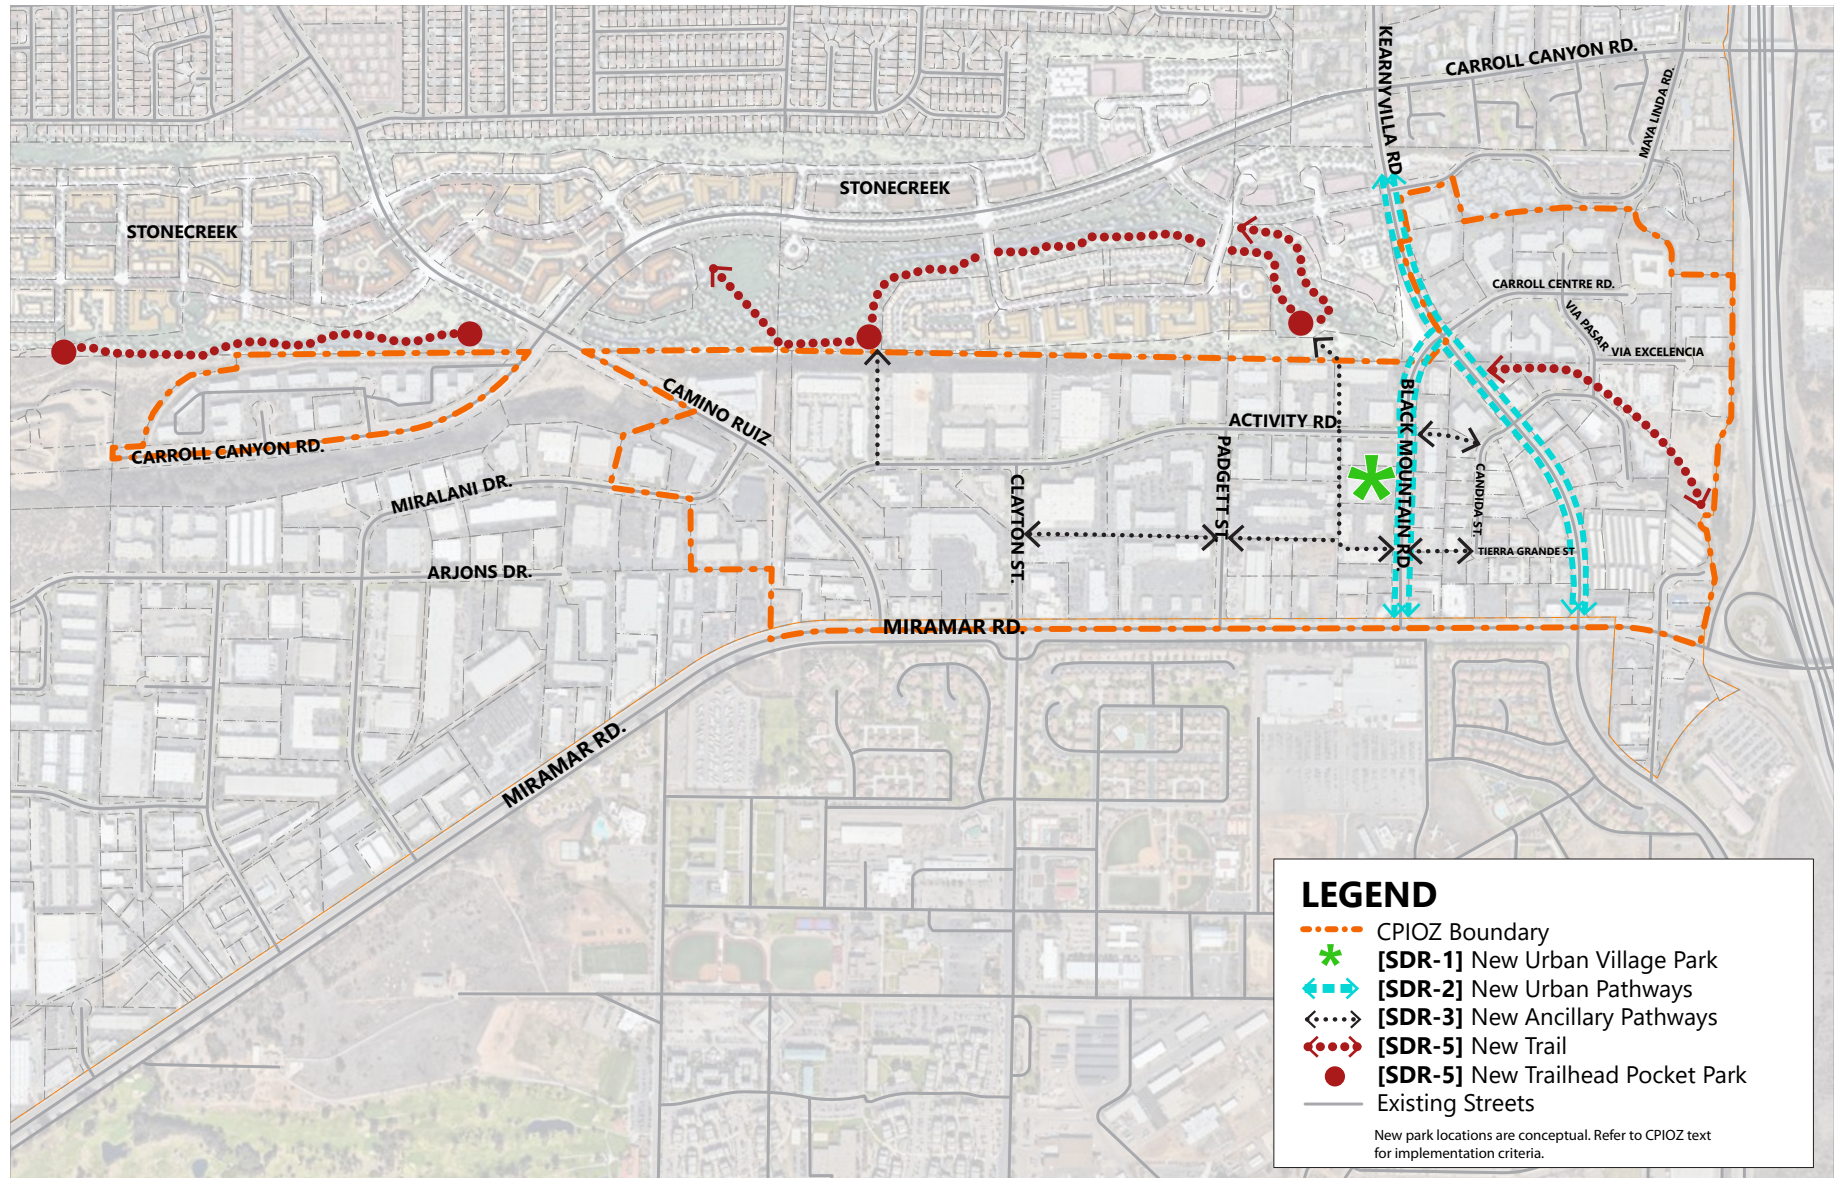 CARROLL CANYON RD.
KEARNY VILLA RD
MAYA LINDA RD.
STONECREEK
STONECREEK
CARROLL CENTRE RD.
VIA PASAR
VIA EXCELENCIA
CAMINO RUIZ
BLACK MOUNTAIN RD.
ACTIVITY RD.
CARROLL CANYON RD.
PADGETT ST.
MIRALANI DR.
CLAYTON ST.
CANDIDA ST.
TIERRA GRANDE ST
ARJONS DR.
MIRAMAR RD.
MIRAMAR RD.
LEGEND
CPIOZ Boundary
[SDR-1] New Urban Village Park
[SDR-2] New Urban Pathways
[SDR-3] New Ancillary Pathways
[SDR-5] New Trail
[SDR-5] New Trailhead Pocket Park
Existing Streets
New park locations are conceptual. Refer to CPIOZ text
for implementation criteria.